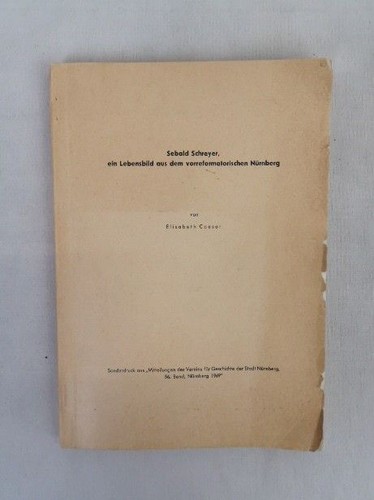 Sebald Schreyer,
ein Lebensbild aus dem vorreformatorischen Nürnberg
von
Elisabeth Caesar
Sonderdruck aus „Mitteilungen des Vereins für Geschichte der Stadt Nürnberg,
56. Band, Nürnberg 1969"